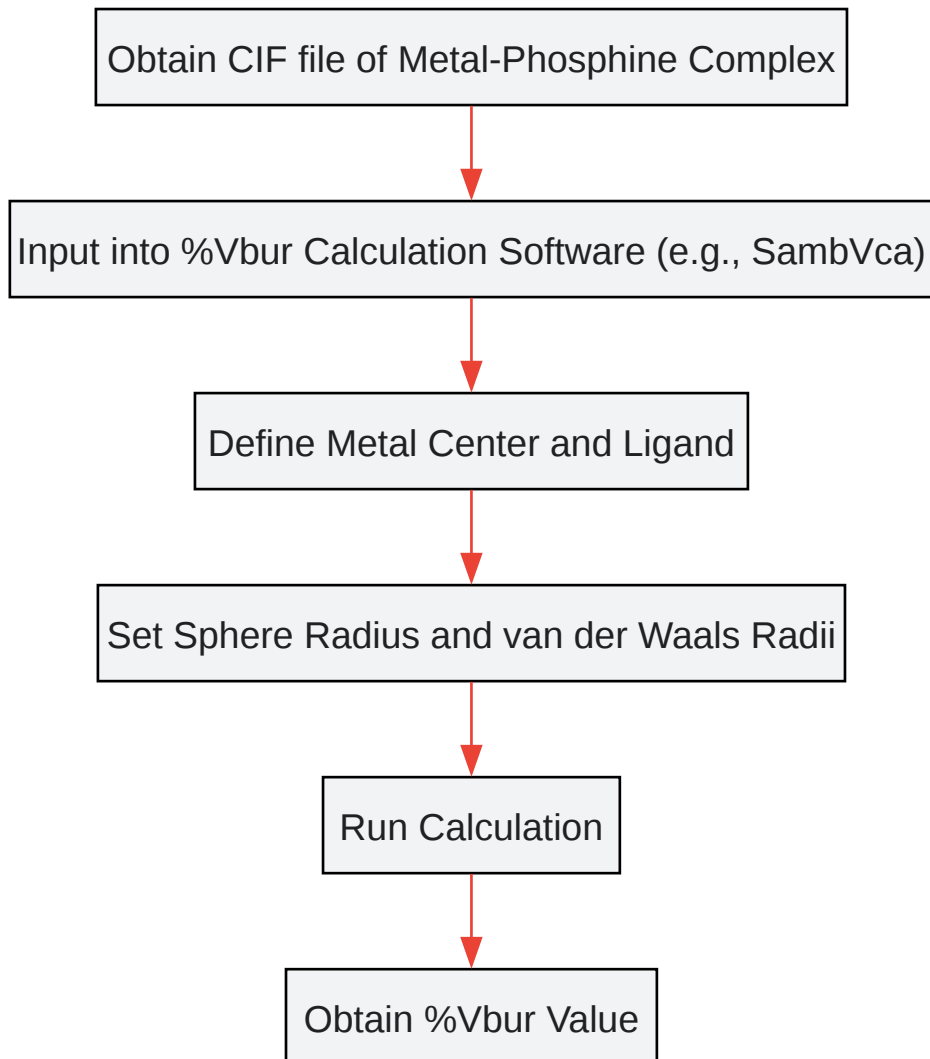 Obtain CIF file of Metal-Phosphine Complex
Input into %Vbur Calculation Software (e.g., SambVca)
Define Metal Center and Ligand
Set Sphere Radius and van der Waals Radii
Run Calculation
Obtain %Vbur Value